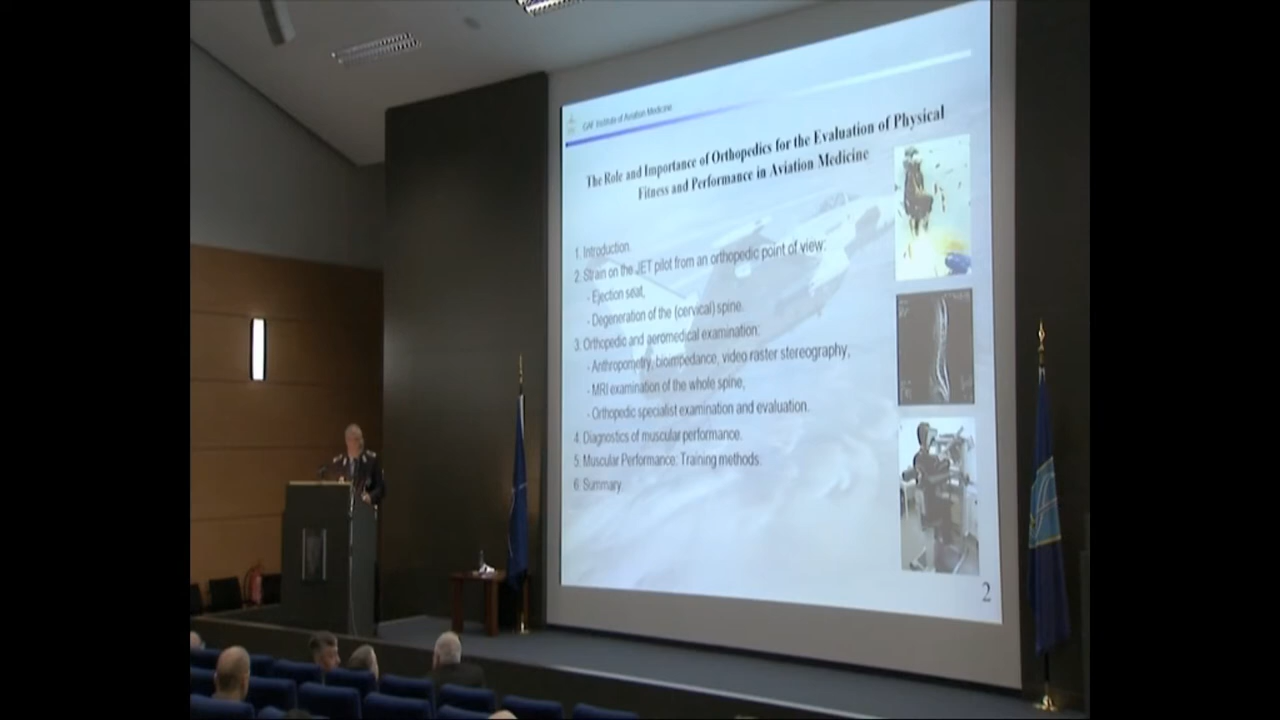 GAF Institute of Aviation Medicine
The Role and Importance of Orthopedics for the Evaluation of Physical
Fitness and Performance in Aviation Medicine
1. Introduction.
2. Strain on the JET pilot from an orthopedic point of view:
- Ejection seat,
- Degeneration of the (cervical) spine.
3. Orthopedic and aeromedical examination:
- Anthropometry, bioimpedance, video raster stereography,
- MRI examination of the whole spine,
- Orthopedic specialist examination and evaluation.
4. Diagnostics of muscular performance.
5. Muscular Performance: Training methods.
6. Summary.
2